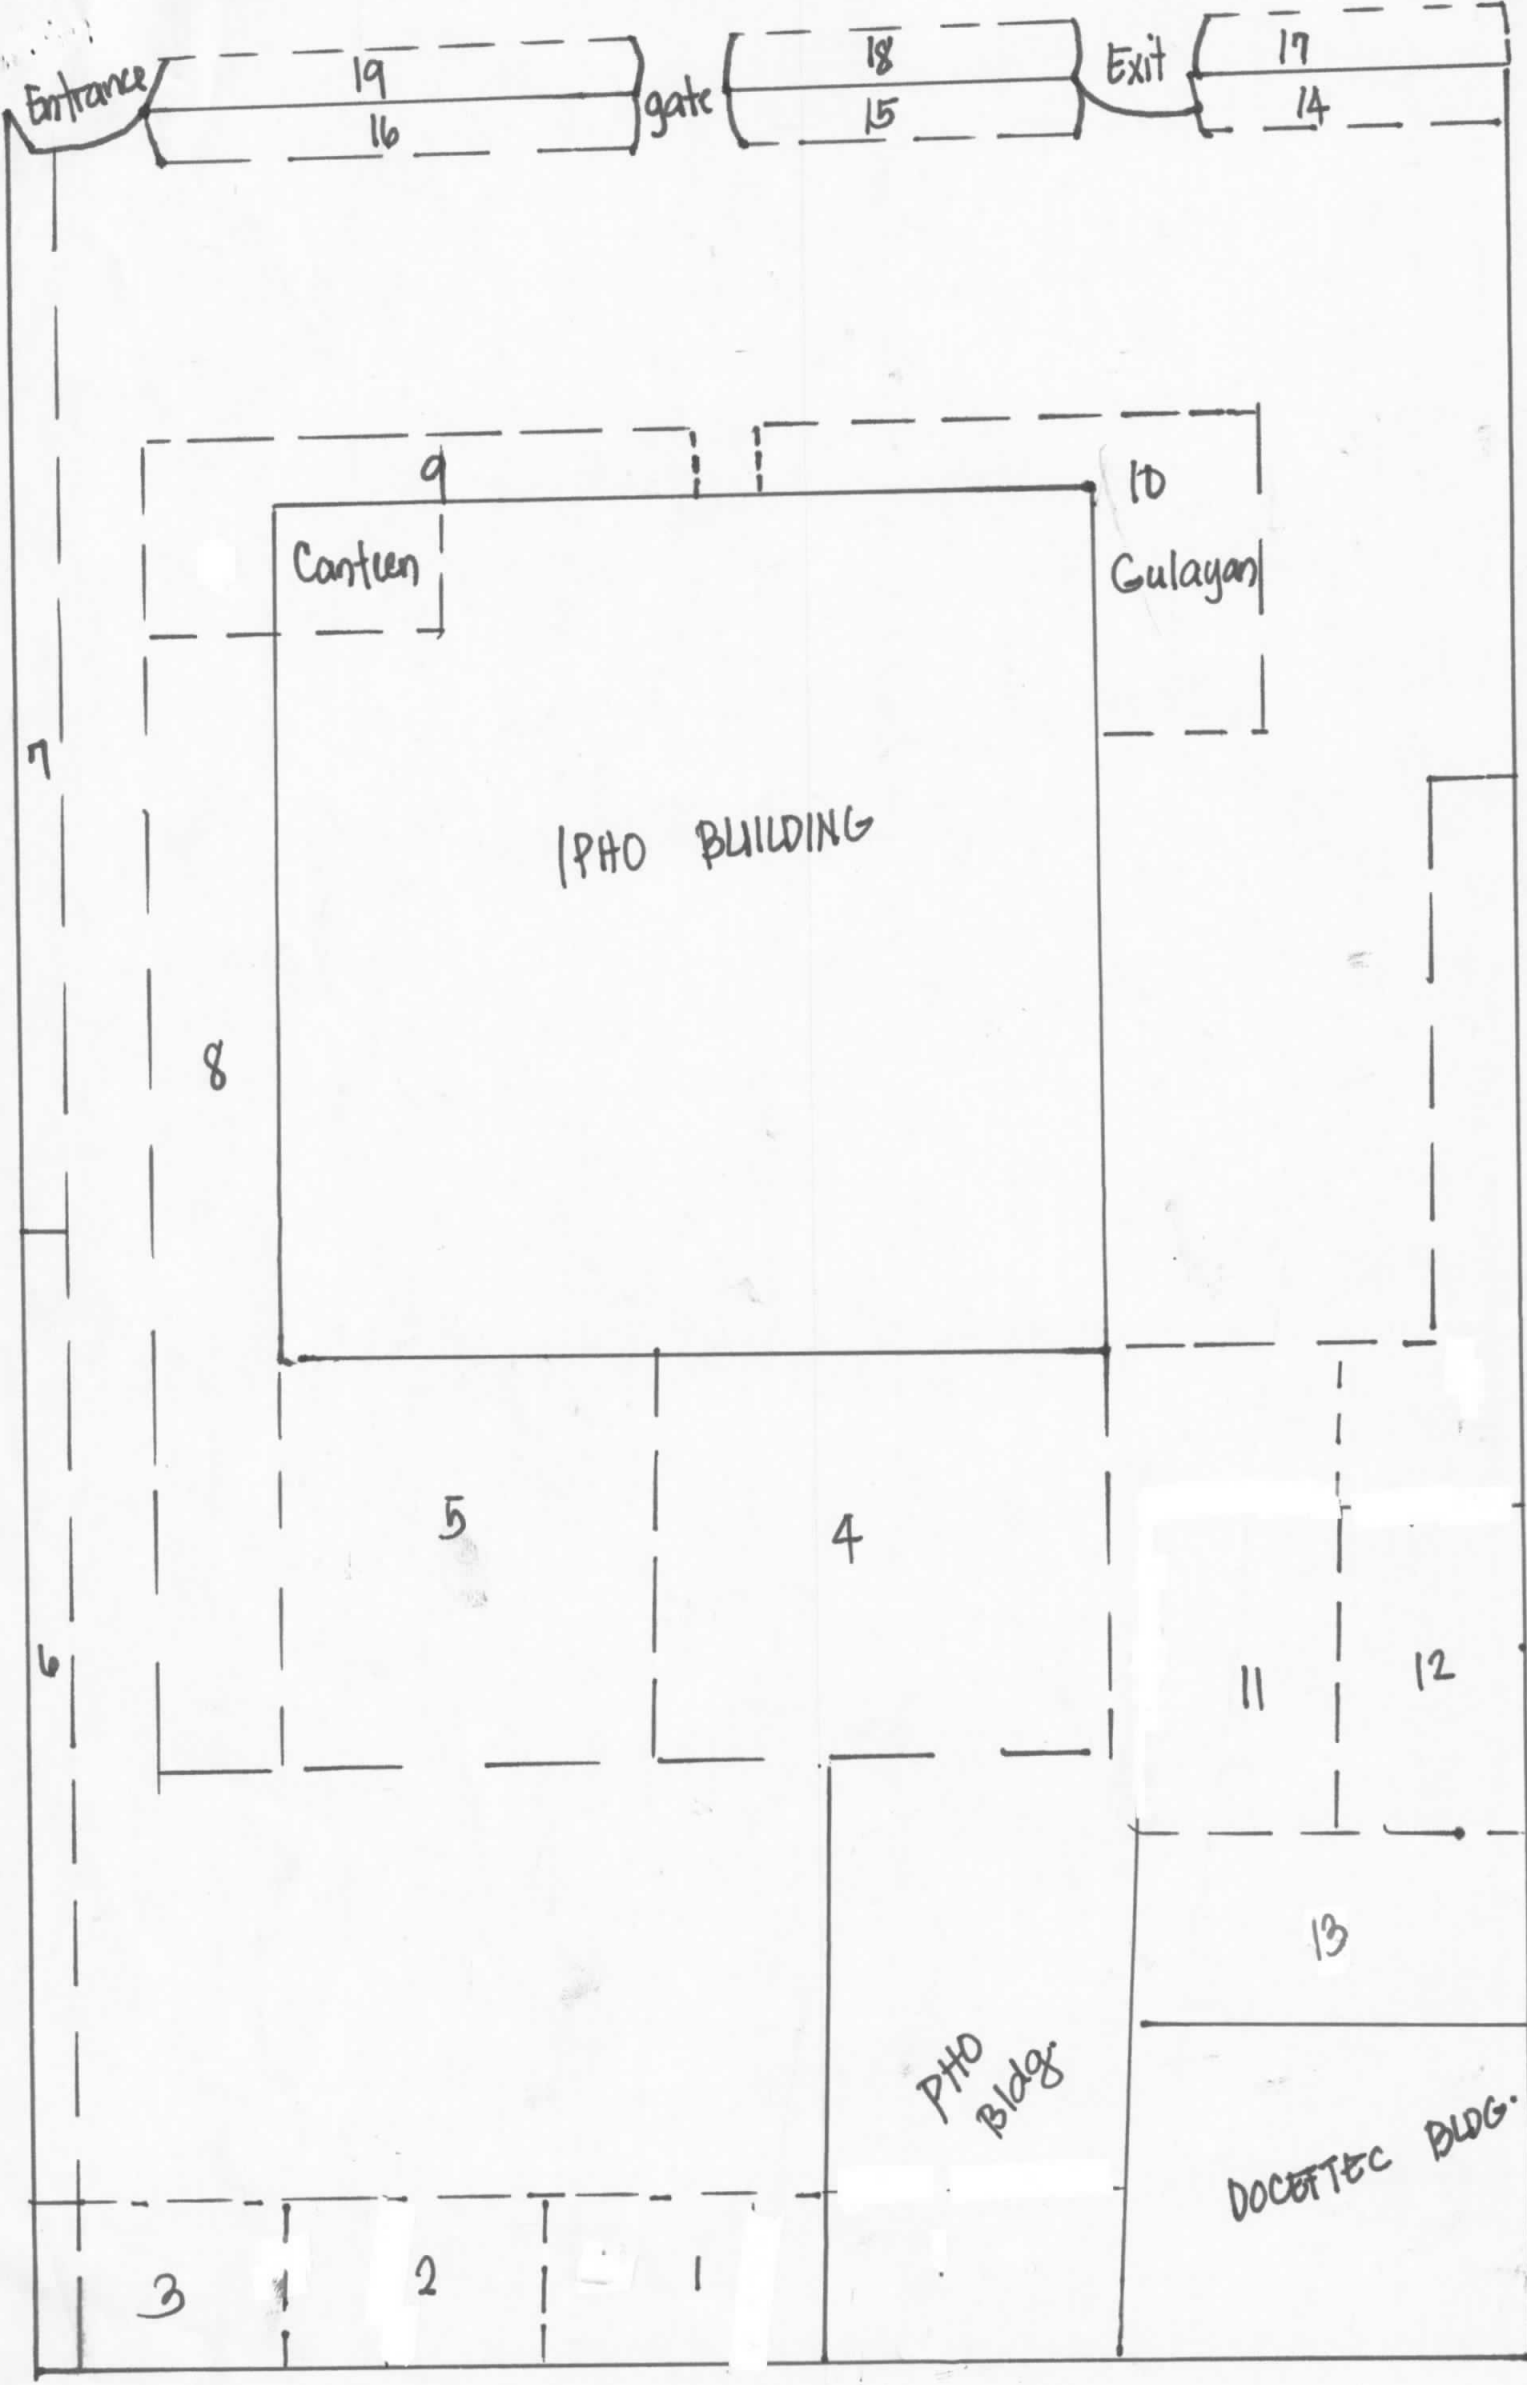 Entrance
19
16
gate
18
15
Exit
17
14
9
10
Canteen
Gulayan
7
IPHO BUILDING
8
5
4
6
11
12
13
PHO
Bldg
DOCEFTEC BLDG.
3
2
1